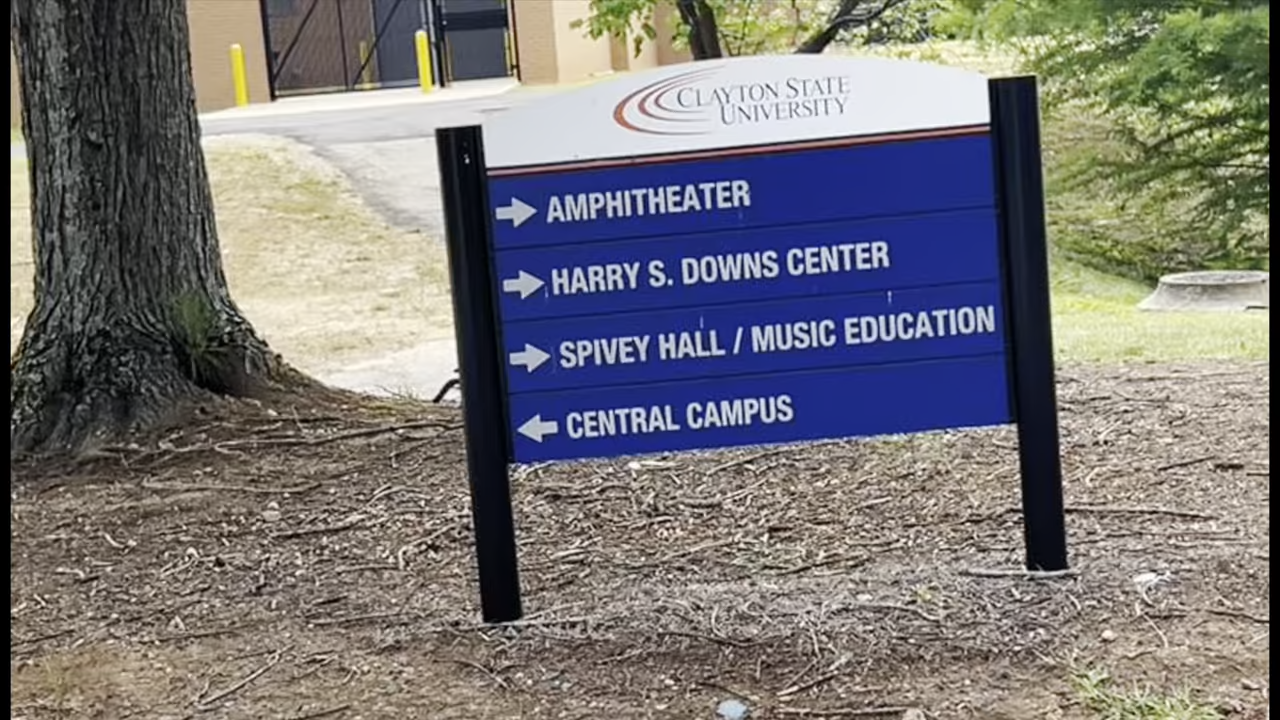 CLAYTON STATE
UNIVERSITY
AMPHITHEATER
HARRY S. DOWNS CENTER
SPIVEY HALL / MUSIC EDUCATION
CENTRAL CAMPUS